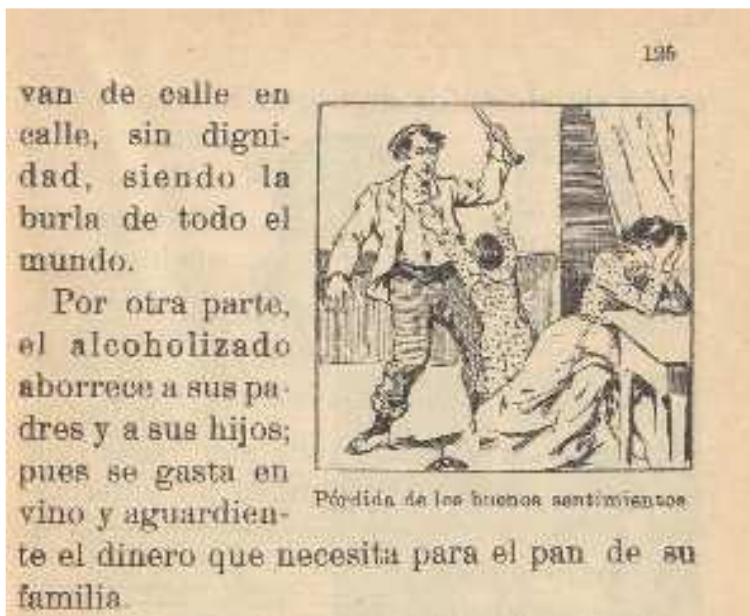 125
van de calle en
calle, sin digni-
dad, siendo la
burla de todo el
mundo.
Por otra parte,
el alcoholizado
aborrece a sus pa-
dres y a sus hijos;
pues se gasta en
vino y aguardien-
te el dinero que necesita para el pan de su
familia.
Pérdida de los buenos sentimientos